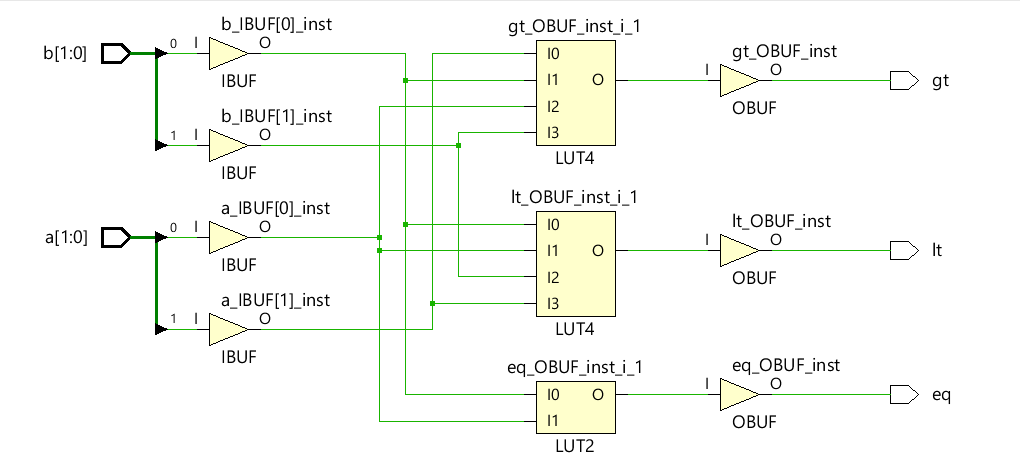 b[1:0]
0
I
b_IBUF[0]_inst
O
IBUF
1
I
b_IBUF[1]_inst
O
IBUF
a[1:0]
0
I
a_IBUF[0]_inst
O
IBUF
1
I
a_IBUF[1]_inst
O
IBUF
gt_OBUF_inst_i_1
I0
I1
I2
I3
O
LUT4
I
gt_OBUF_inst
O
OBUF
gt
lt_OBUF_inst_i_1
I0
I1
I2
I3
O
LUT4
I
lt_OBUF_inst
O
OBUF
lt
eq_OBUF_inst_i_1
I0
I1
O
LUT2
I
eq_OBUF_inst
O
OBUF
eq